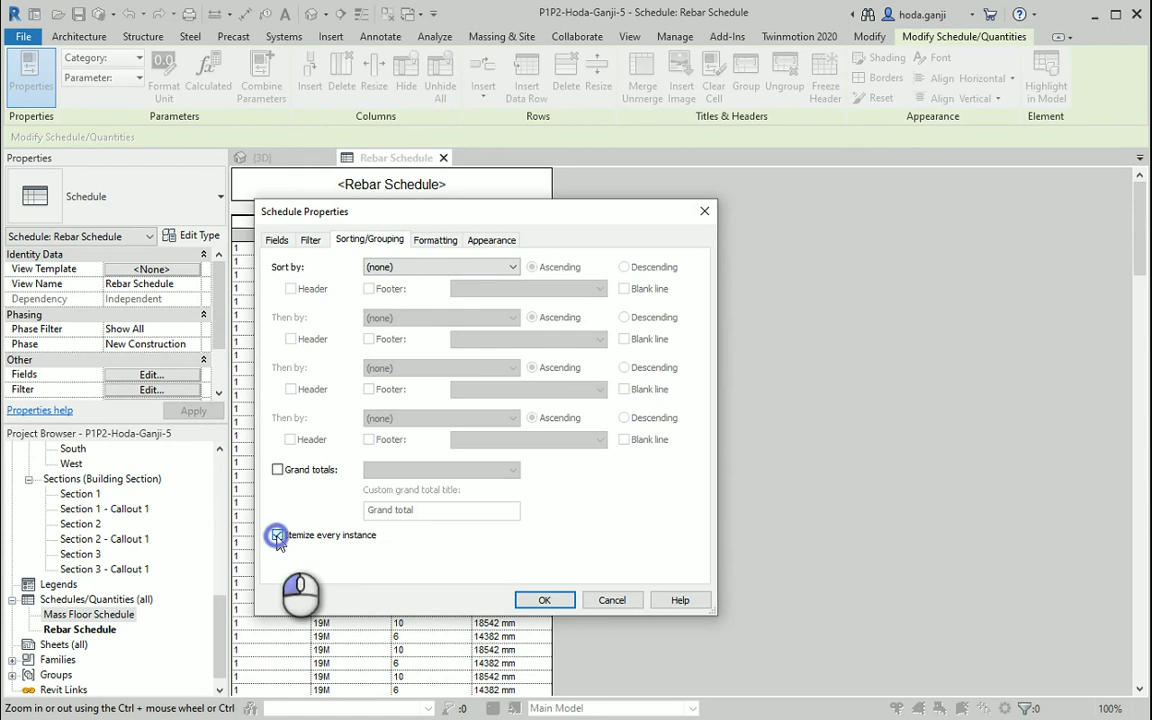 P1P2-Hoda-Ganji-5 - Schedule: Rebar Schedule
hoda.ganji
File Architecture Structure Steel Precast Systems Insert Annotate Analyze Massing & Site Collaborate View Manage Add-Ins Twinmotion 2020 Modify Modify Schedule/Quantities
Properties
Category:
Parameter:
Format Unit
Calculated
Combine Parameters
Insert
Delete
Resize
Hide
Unhide All
Insert
Insert Data Row
Delete
Resize
Merge Unmerge
Insert Image
Clear Cell
Group
Ungroup
Freeze Header
Shading
Borders
Reset
Font
Align Horizontal
Align Vertical
Highlight in Model
Properties Parameters Columns Rows Titles & Headers Appearance Element
Modify Schedule/Quantities
Properties
Schedule
Schedule: Rebar Schedule
Edit Type
Identity Data
View Template <None>
View Name Rebar Schedule
Dependency Independent
Phasing
Phase Filter Show All
Phase New Construction
Other
Fields Edit...
Filter Edit...
Properties help
Apply
Project Browser - P1P2-Hoda-Ganji-5
South
West
Sections (Building Section)
Section 1
Section 1 - Callout 1
Section 2
Section 2 - Callout 1
Section 3
Section 3 - Callout 1
Legends
Schedules/Quantities (all)
Mass Floor Schedule
Rebar Schedule
Sheets (all)
Families
Groups
Revit Links
{3D}
Rebar Schedule
<Rebar Schedule>
Schedule Properties
Fields Filter Sorting/Grouping Formatting Appearance
Sort by: (none) Ascending Descending
Header Footer: Blank line
Then by: (none) Ascending Descending
Header Footer: Blank line
Then by: (none) Ascending Descending
Header Footer: Blank line
Then by: (none) Ascending Descending
Header Footer: Blank line
Grand totals:
Custom grand total title:
Grand total
Itemize every instance
OK Cancel Help
1 19M 10 18542 mm
1 19M 6 14382 mm
1 19M 10 18542 mm
1 19M 6 14382 mm
1 19M 10 18542 mm
1 19M 6 14382 mm
Zoom in or out using the Ctrl + mouse wheel or Ctrl
:0
Main Model
:0
100%